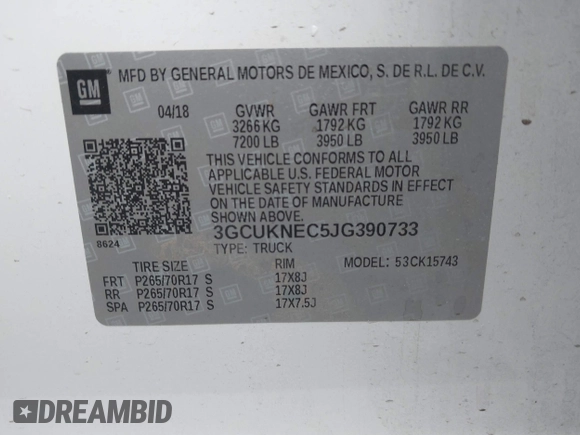 GM
MFD BY GENERAL MOTORS DE MEXICO, S. DE R.L. DE C.V.
04/18 GVWR GAWR FRT GAWR RR
3266 KG 1792 KG 1792 KG
7200 LB 3950 LB 3950 LB
THIS VEHICLE CONFORMS TO ALL
APPLICABLE U.S. FEDERAL MOTOR
VEHICLE SAFETY STANDARDS IN EFFECT
ON THE DATE OF MANUFACTURE
SHOWN ABOVE.
8624 3GCUKNEC5JG390733
TYPE: TRUCK
TIRE SIZE RIM MODEL: 53CK15743
FRT P265/70R17 S 17X8J
RR P265/70R17 S 17X8J
SPA P265/70R17 S 17X7.5J
DREAMBID